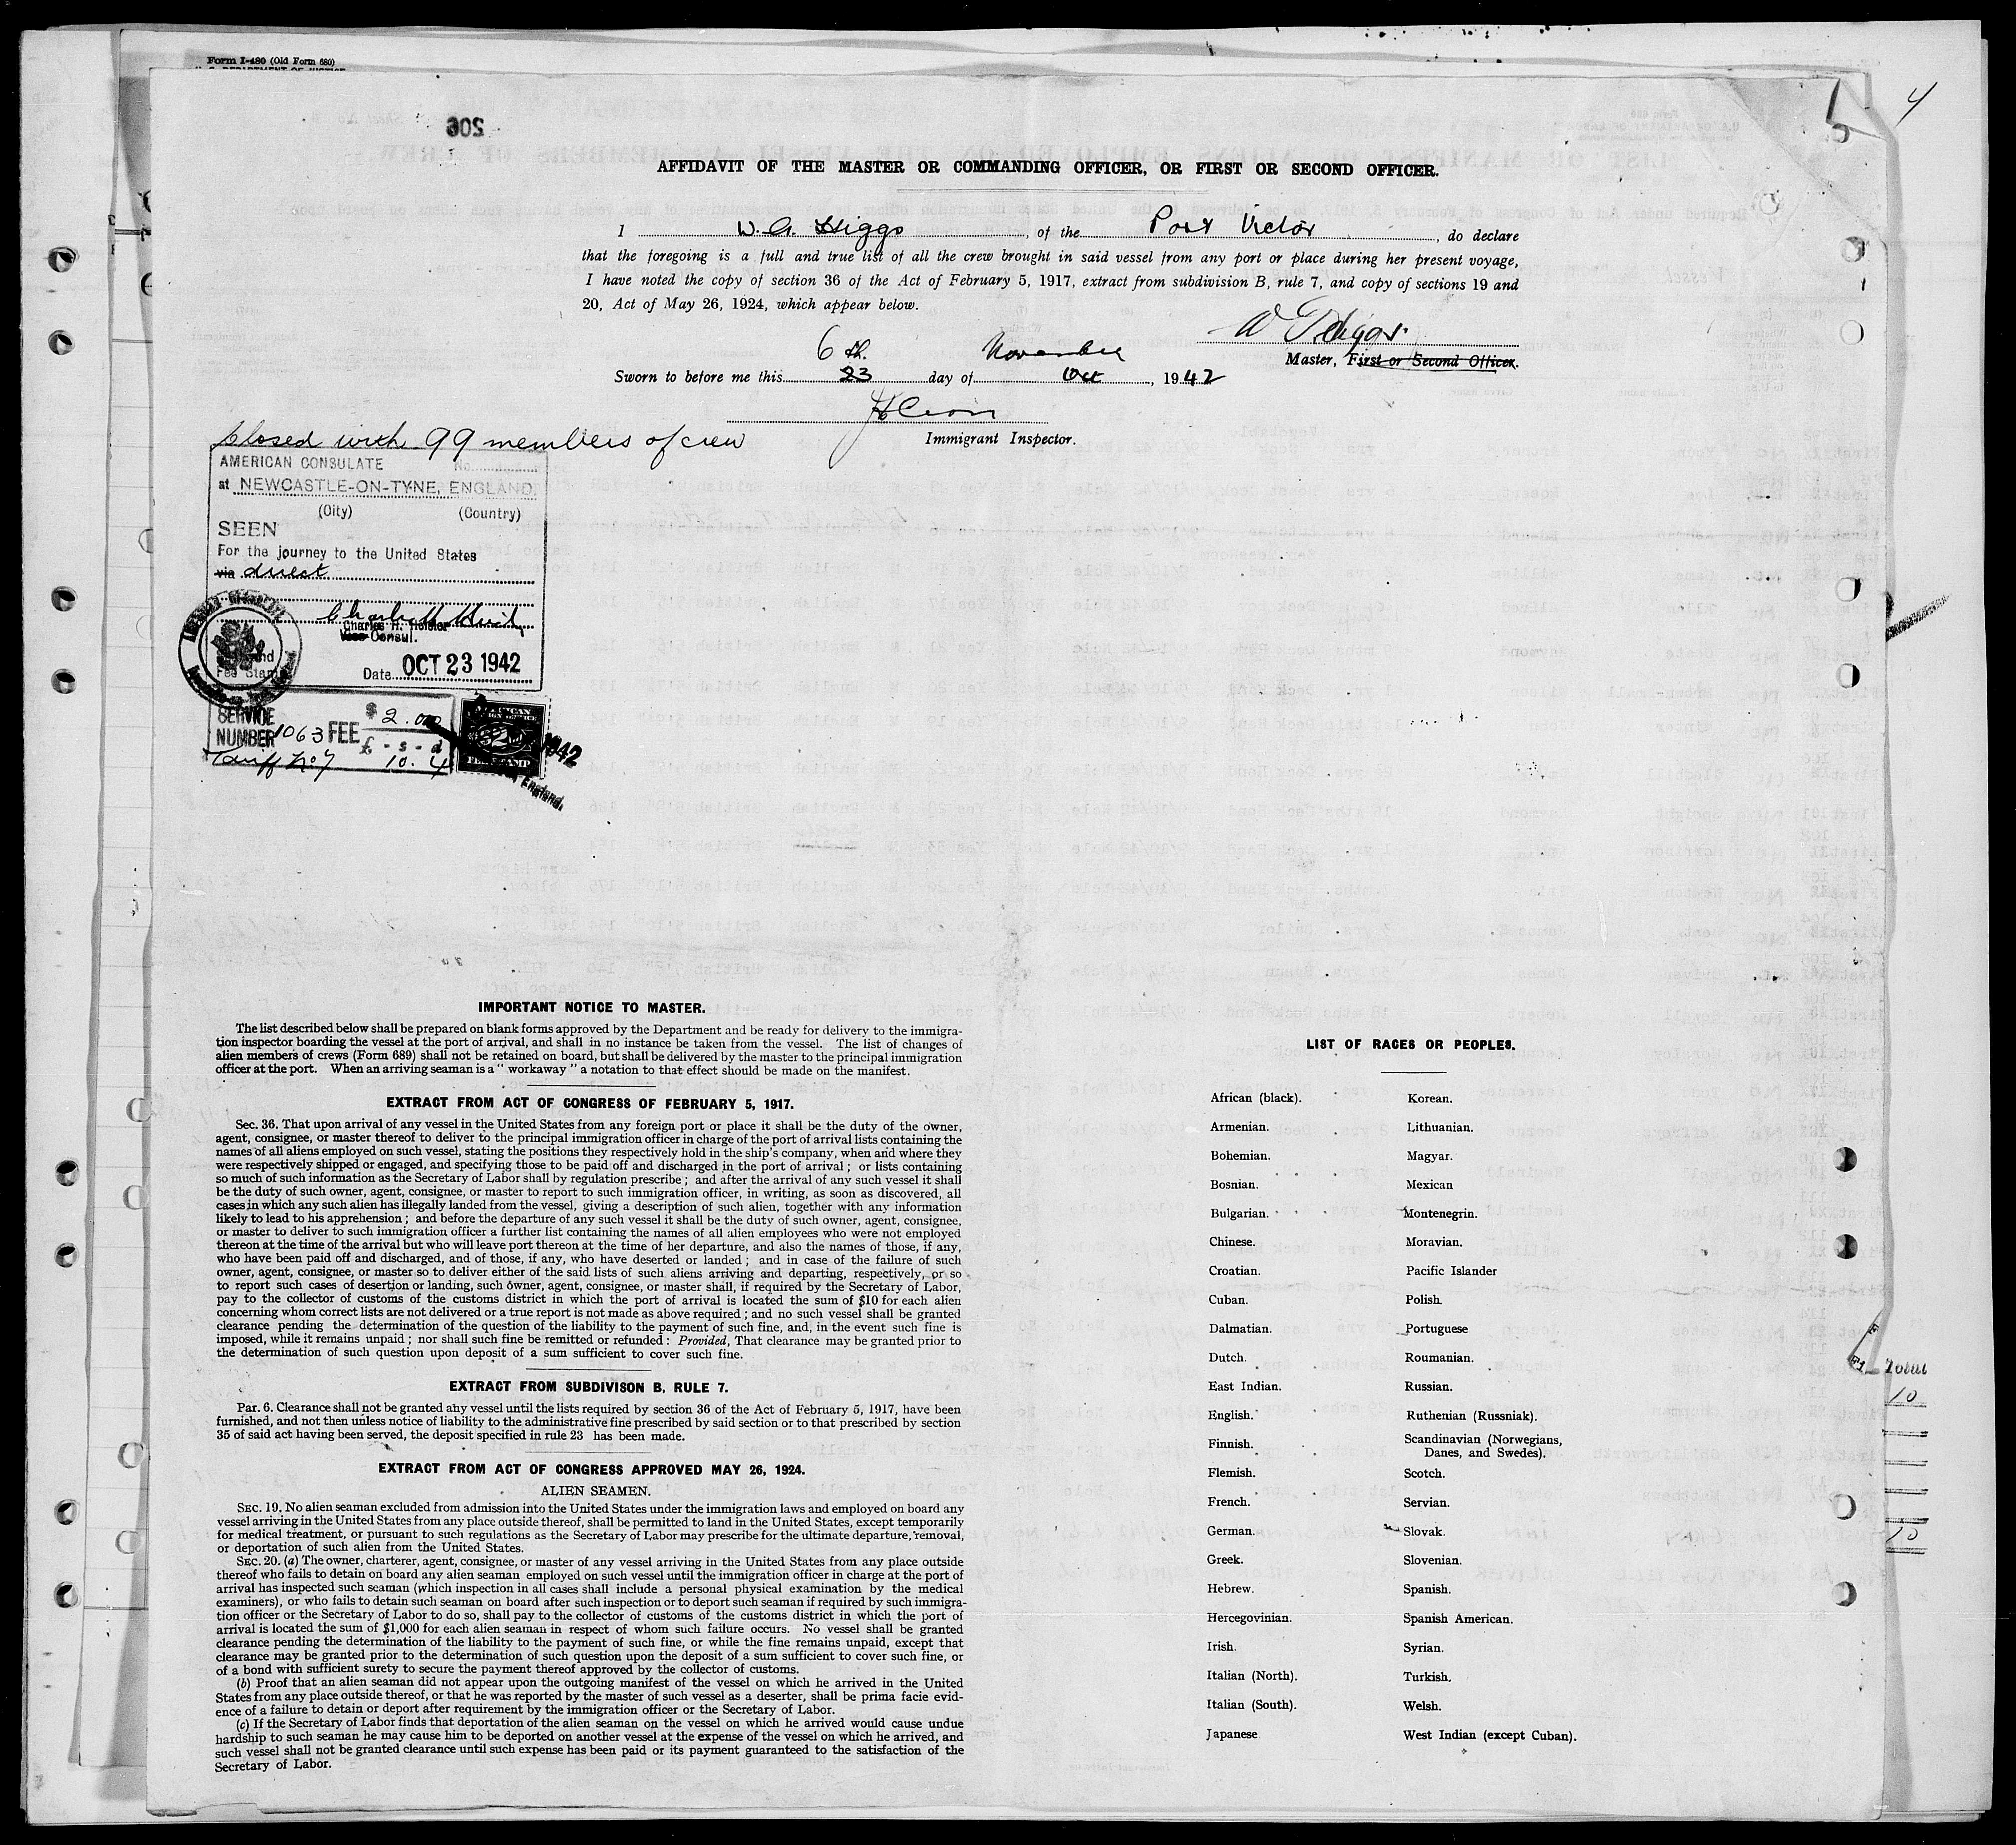 Form I-480 (Old Form 680)
4
AFFIDAVIT OF THE MASTER OR COMMANDING OFFICER, OR FIRST OR SECOND OFFICER.
I W. G. Higgs, of the Port Victor, do declare
that the foregoing is a full and true list of all the crew brought in said vessel from any port or place during her present voyage,
I have noted the copy of section 36 of the Act of February 5, 1917, extract from subdivision B, rule 7, and copy of sections 19 and
20, Act of May 26, 1924, which appear below.
Master, First or Second Officer.
6 th. November
Sworn to before me this 23 day of Oct, 1942
Immigrant Inspector.
Closed with 99 members of crew
AMERICAN CONSULATE No.
at NEWCASTLE-ON-TYNE, ENGLAND.
(City) (Country)
SEEN
For the journey to the United States
via direct
Vice Consul.
Date OCT 23 1942
Fee Stamp
SERVICE
NUMBER 1063 FEE $ 2.00
£ - s - d
Tariff No 7 10. 4
1942
England.
IMPORTANT NOTICE TO MASTER.
The list described below shall be prepared on blank forms approved by the Department and be ready for delivery to the immigra-
tion inspector boarding the vessel at the port of arrival, and shall in no instance be taken from the vessel. The list of changes of
alien members of crews (Form 689) shall not be retained on board, but shall be delivered by the master to the principal immigration
officer at the port. When an arriving seaman is a " workaway " a notation to that effect should be made on the manifest.
EXTRACT FROM ACT OF CONGRESS OF FEBRUARY 5, 1917.
Sec. 36. That upon arrival of any vessel in the United States from any foreign port or place it shall be the duty of the owner,
agent, consignee, or master thereof to deliver to the principal immigration officer in charge of the port of arrival lists containing the
names of all aliens employed on such vessel, stating the positions they respectively hold in the ship's company, when and where they
were respectively shipped or engaged, and specifying those to be paid off and discharged in the port of arrival ; or lists containing
so much of such information as the Secretary of Labor shall by regulation prescribe ; and after the arrival of any such vessel it shall
be the duty of such owner, agent, consignee, or master to report to such immigration officer, in writing, as soon as discovered, all
cases in which any such alien has illegally landed from the vessel, giving a description of such alien, together with any information
likely to lead to his apprehension ; and before the departure of any such vessel it shall be the duty of such owner, agent, consignee,
or master to deliver to such immigration officer a further list containing the names of all alien employees who were not employed
thereon at the time of the arrival but who will leave port thereon at the time of her departure, and also the names of those, if any,
who have been paid off and discharged, and of those, if any, who have deserted or landed ; and in case of the failure of such
owner, agent, consignee, or master so to deliver either of the said lists of such aliens arriving and departing, respectively, or so
to report such cases of desertion or landing, such owner, agent, consignee, or master shall, if required by the Secretary of Labor,
pay to the collector of customs of the customs district in which the port of arrival is located the sum of $10 for each alien
concerning whom correct lists are not delivered or a true report is not made as above required ; and no such vessel shall be granted
clearance pending the determination of the question of the liability to the payment of such fine, and, in the event such fine is
imposed, while it remains unpaid ; nor shall such fine be remitted or refunded : Provided, That clearance may be granted prior to
the determination of such question upon deposit of a sum sufficient to cover such fine.
EXTRACT FROM SUBDIVISON B, RULE 7.
Par. 6. Clearance shall not be granted any vessel until the lists required by section 36 of the Act of February 5, 1917, have been
furnished, and not then unless notice of liability to the administrative fine prescribed by said section or to that prescribed by section
35 of said act having been served, the deposit specified in rule 23 has been made.
EXTRACT FROM ACT OF CONGRESS APPROVED MAY 26, 1924.
ALIEN SEAMEN.
SEC. 19. No alien seaman excluded from admission into the United States under the immigration laws and employed on board any
vessel arriving in the United States from any place outside thereof, shall be permitted to land in the United States, except temporarily
for medical treatment, or pursuant to such regulations as the Secretary of Labor may prescribe for the ultimate departure, removal,
or deportation of such alien from the United States.
SEC. 20. (a) The owner, charterer, agent, consignee, or master of any vessel arriving in the United States from any place outside
thereof who fails to detain on board any alien seaman employed on such vessel until the immigration officer in charge at the port of
arrival has inspected such seaman (which inspection in all cases shall include a personal physical examination by the medical
examiners), or who fails to detain such seaman on board after such inspection or to deport such seaman if required by such immigra-
tion officer or the Secretary of Labor to do so, shall pay to the collector of customs of the customs district in which the port of
arrival is located the sum of $1,000 for each alien seaman in respect of whom such failure occurs. No vessel shall be granted
clearance pending the determination of the liability to the payment of such fine, or while the fine remains unpaid, except that
clearance may be granted prior to the determination of such question upon the deposit of a sum sufficient to cover such fine, or
of a bond with sufficient surety to secure the payment thereof approved by the collector of customs.
(b) Proof that an alien seaman did not appear upon the outgoing manifest of the vessel on which he arrived in the United
States from any place outside thereof, or that he was reported by the master of such vessel as a deserter, shall be prima facie evid-
ence of a failure to detain or deport after requirement by the immigration officer or the Secretary of Labor.
(c) If the Secretary of Labor finds that deportation of the alien seaman on the vessel on which he arrived would cause undue
hardship to such seaman he may cause him to be deported on another vessel at the expense of the vessel on which he arrived, and
such vessel shall not be granted clearance until such expense has been paid or its payment guaranteed to the satisfaction of the
Secretary of Labor.
LIST OF RACES OR PEOPLES.
African (black).
Armenian.
Bohemian.
Bosnian.
Bulgarian.
Chinese.
Croatian.
Cuban.
Dalmatian.
Dutch.
East Indian.
English.
Finnish.
Flemish.
French.
German.
Greek.
Hebrew.
Hercegovinian.
Irish.
Italian (North).
Italian (South).
Japanese
Korean.
Lithuanian.
Magyar.
Mexican
Montenegrin.
Moravian.
Pacific Islander
Polish.
Portuguese
Roumanian.
Russian.
Ruthenian (Russniak).
Scandinavian (Norwegians,
Danes, and Swedes).
Scotch.
Servian.
Slovak.
Slovenian.
Spanish.
Spanish American.
Syrian.
Turkish.
Welsh.
West Indian (except Cuban).
Total
10
10